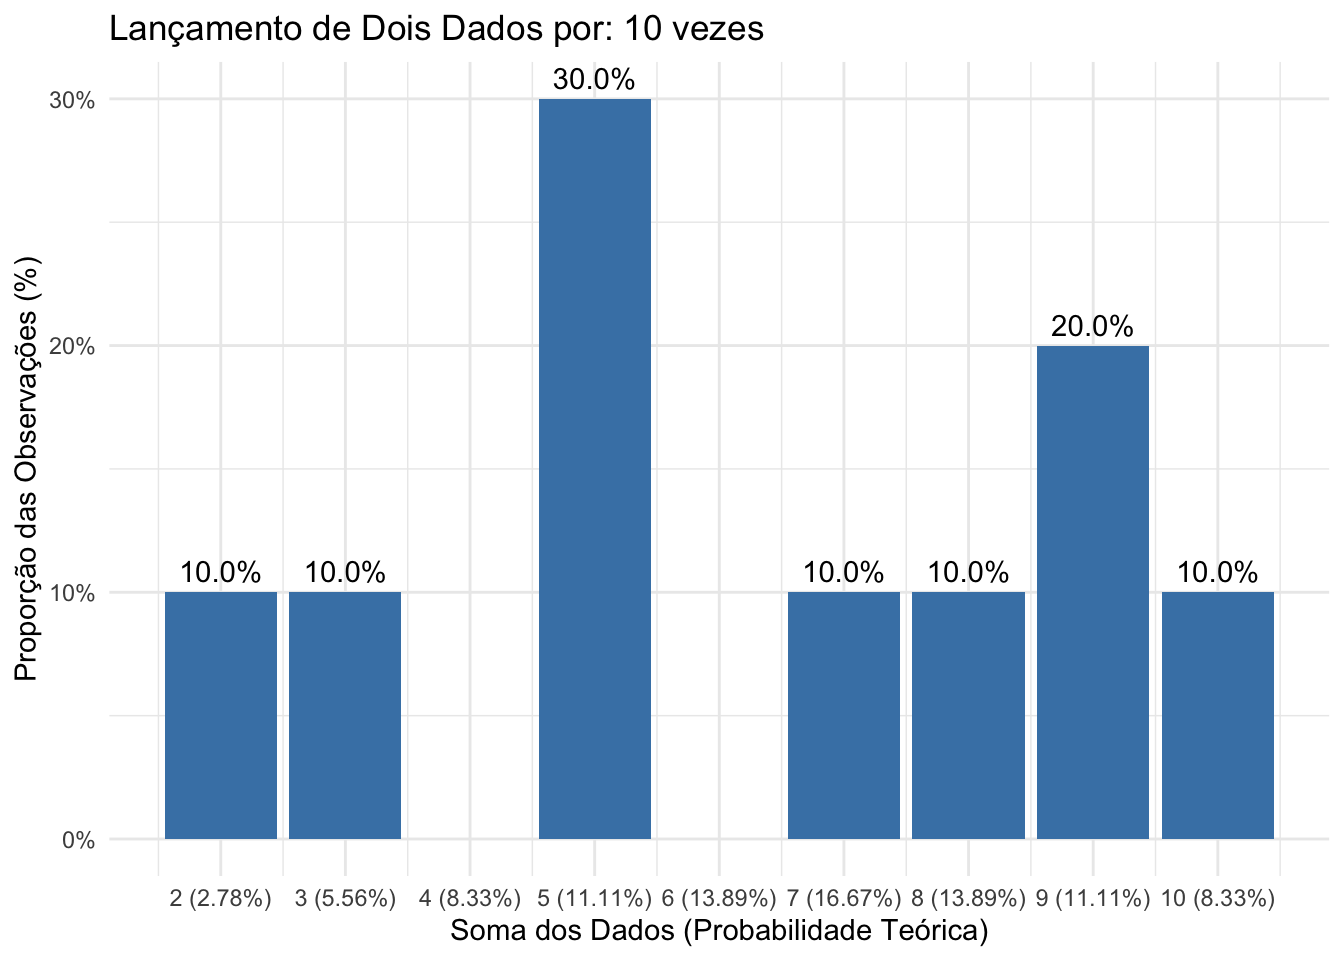 Lançamento de Dois Dados por: 10 vezes
Proporção das Observações (%)
30%
20%
10%
0%
10.0%
10.0%
30.0%
10.0%
10.0%
20.0%
10.0%
2 (2.78%) 3 (5.56%) 4 (8.33%) 5 (11.11%) 6 (13.89%) 7 (16.67%) 8 (13.89%) 9 (11.11%) 10 (8.33%)
Soma dos Dados (Probabilidade Teórica)